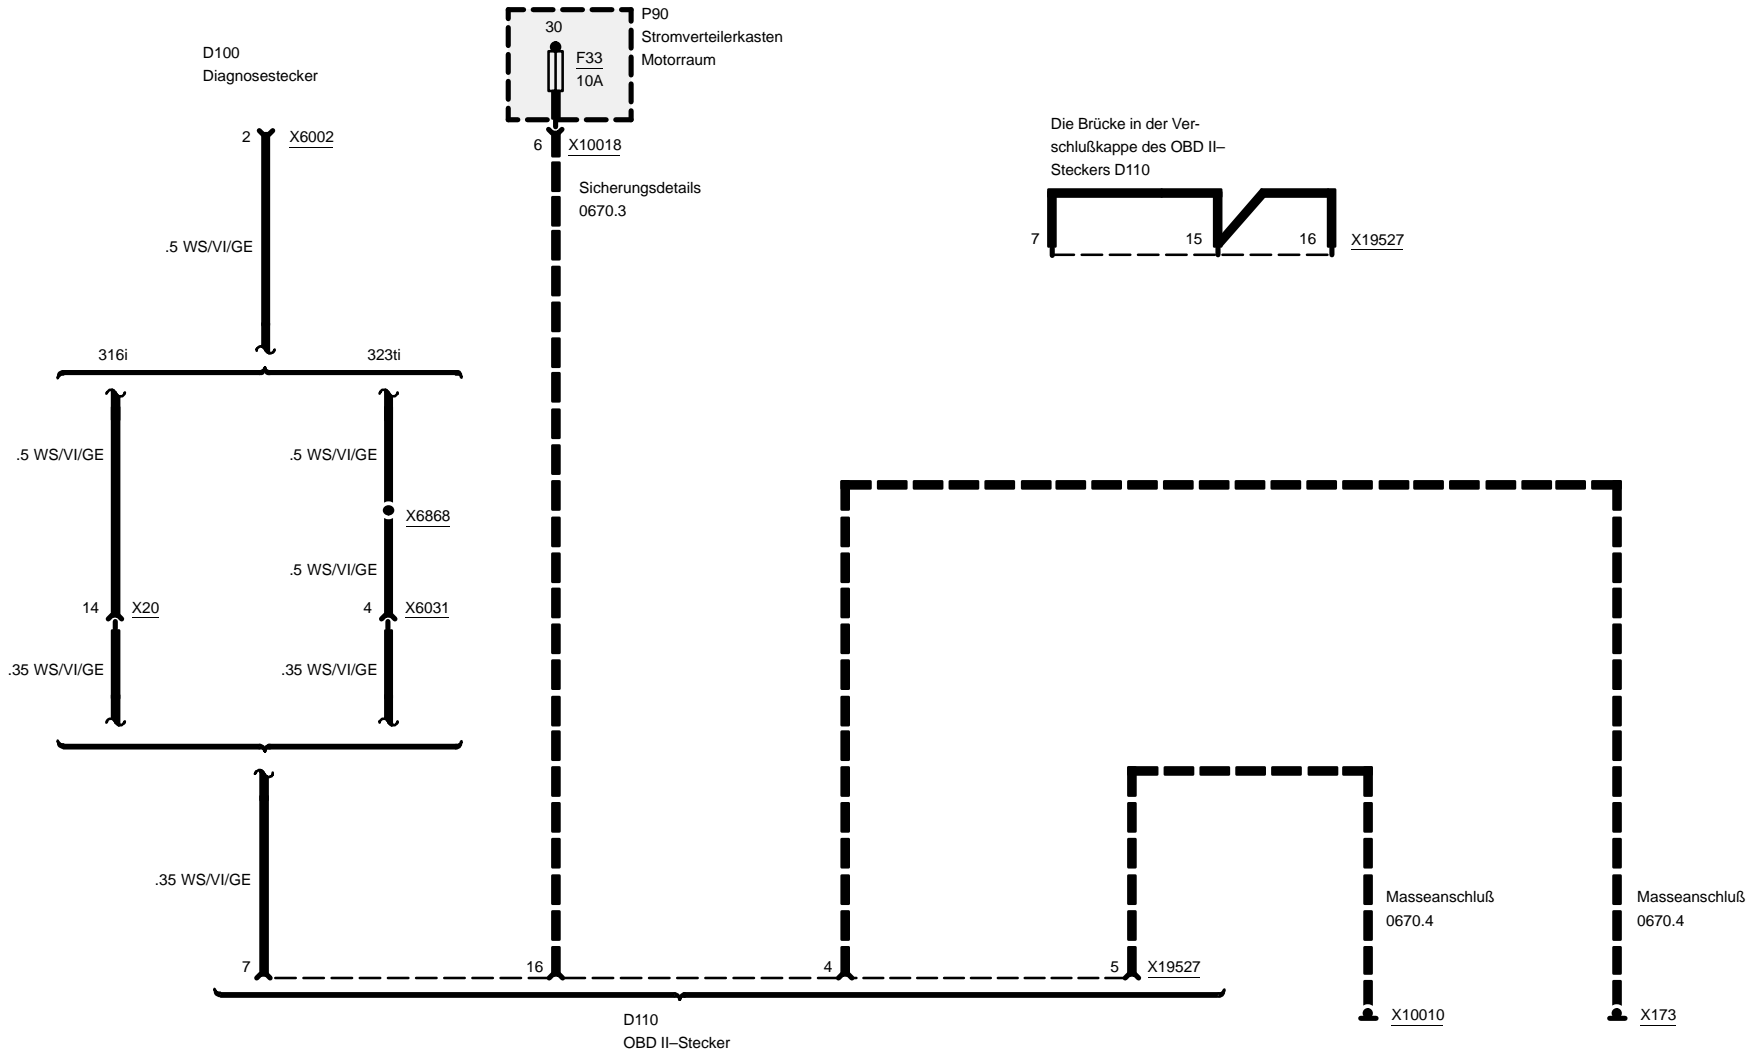 P90
Stromverteilerkasten
Motorraum
30
F33
10A
D100
Diagnosestecker
2
X6002
6
X10018
Die Brücke in der Ver-
schlußkappe des OBD II–
Steckers D110
Sicherungsdetails
0670.3
7
15
16
X19527
.5 WS/VI/GE
316i
323ti
.5 WS/VI/GE
.5 WS/VI/GE
X6868
.5 WS/VI/GE
14
X20
4
X6031
.35 WS/VI/GE
.35 WS/VI/GE
.35 WS/VI/GE
Masseanschluß
0670.4
Masseanschluß
0670.4
7
16
4
5
X19527
X10010
X173
D110
OBD II–Stecker